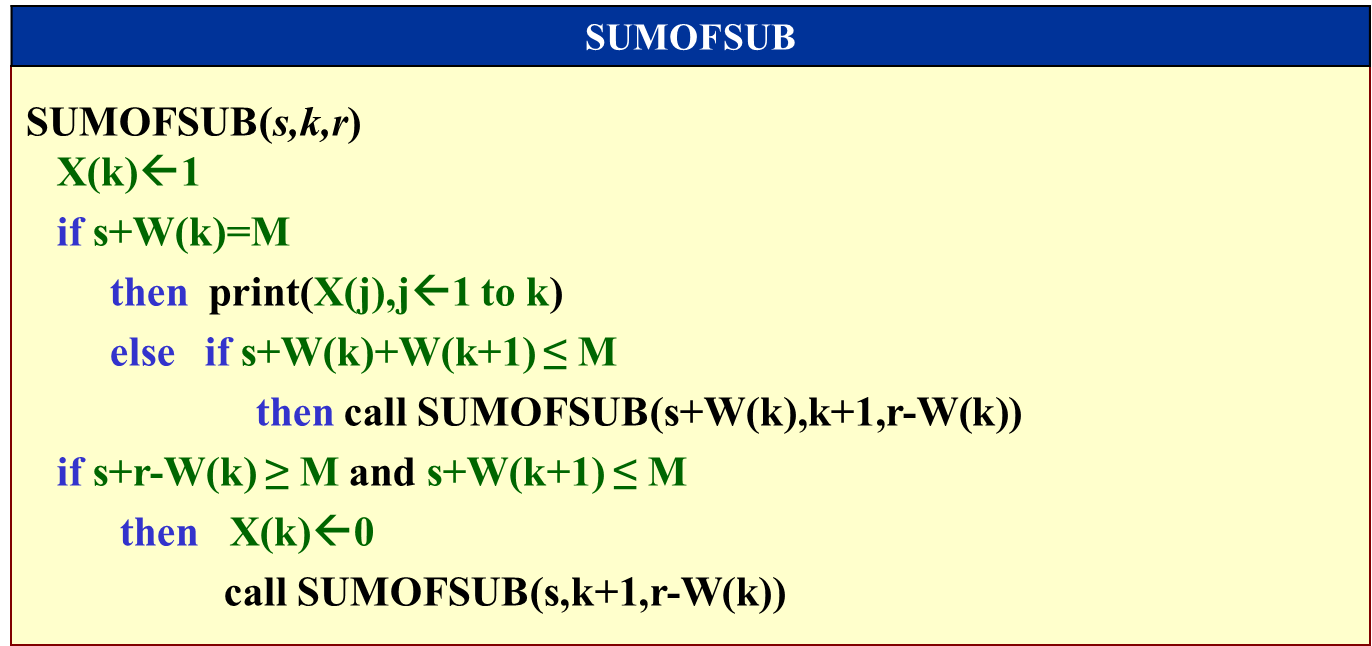 SUMOFSUB
SUMOFSUB(s,k,r)
X(k)←1
if s+W(k)=M
then print(X(j),j←1 to k)
else if s+W(k)+W(k+1) ≤ M
then call SUMOFSUB(s+W(k),k+1,r-W(k))
if s+r-W(k) ≥ M and s+W(k+1) ≤ M
then X(k)←0
call SUMOFSUB(s,k+1,r-W(k))